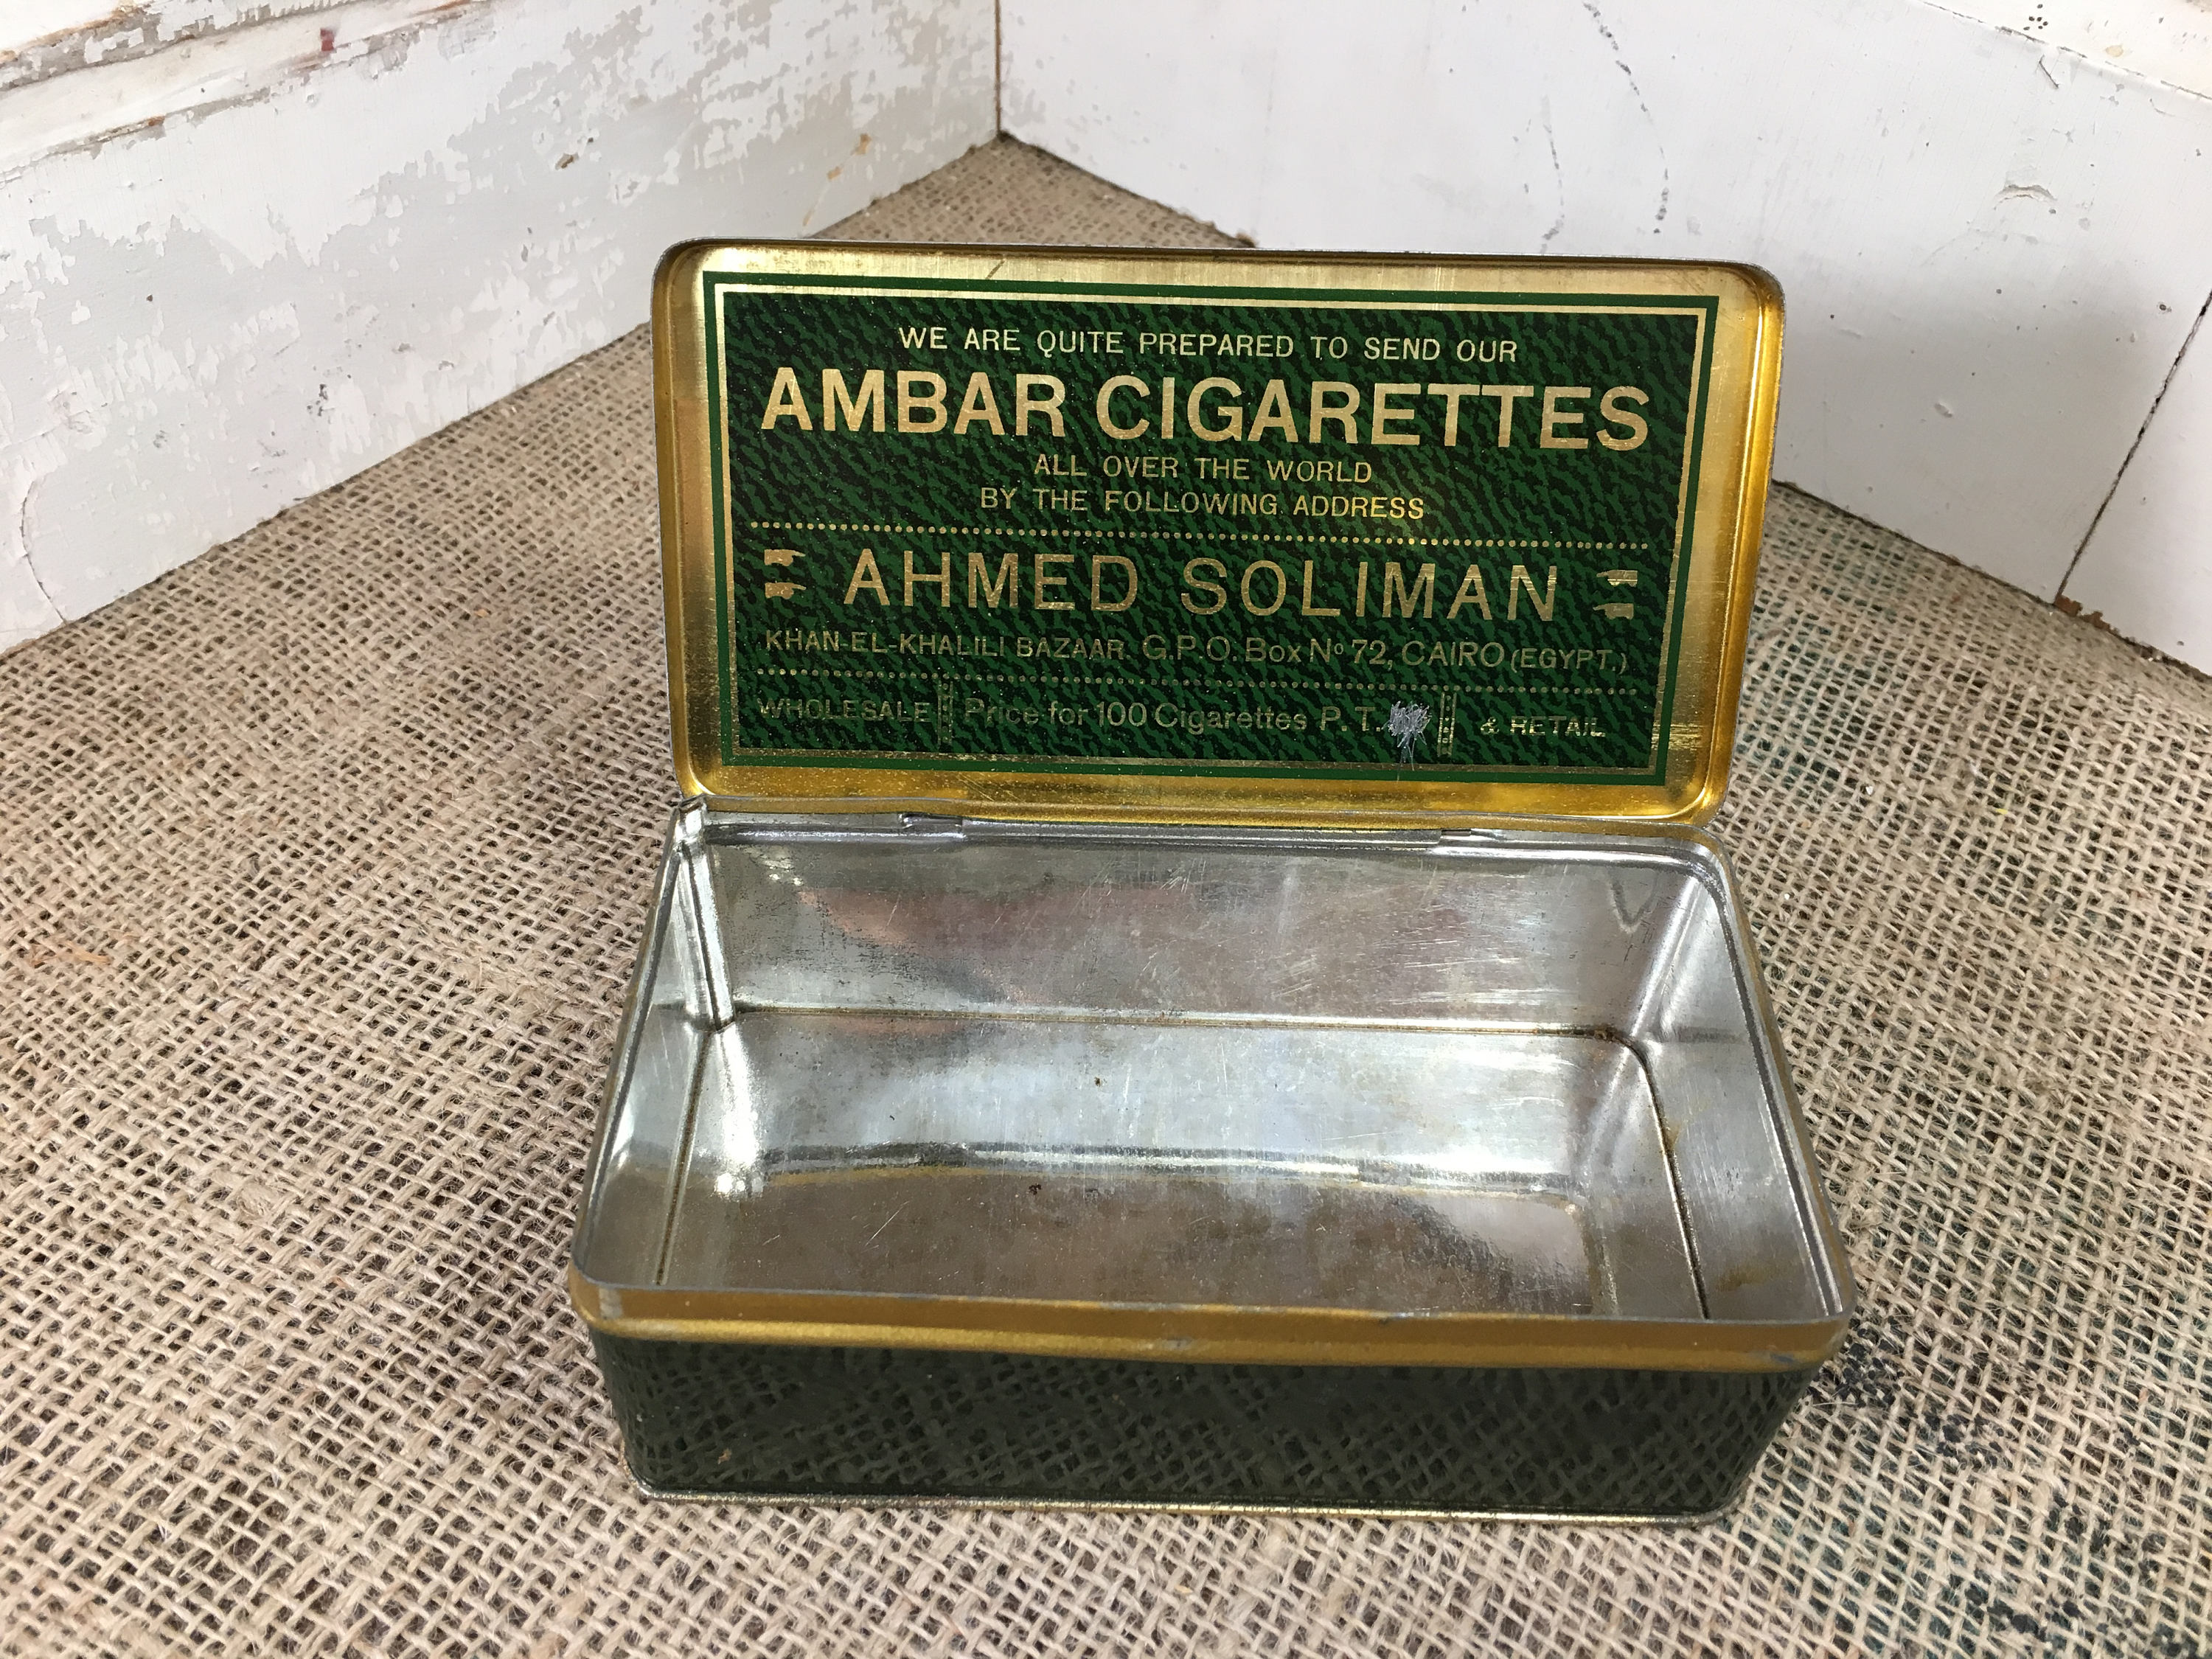 WE ARE QUITE PREPARED TO SEND OUR
AMBAR CIGARETTES
ALL OVER THE WORLD
BY THE FOLLOWING ADDRESS
AHMED SOLIMAN
KHAN-EL-KHALILI BAZAAR. G.P.O. Box Nº 72, CAIRO (EGYPT.)
WHOLESALE Price for 100 Cigarettes P. T. & RETAIL